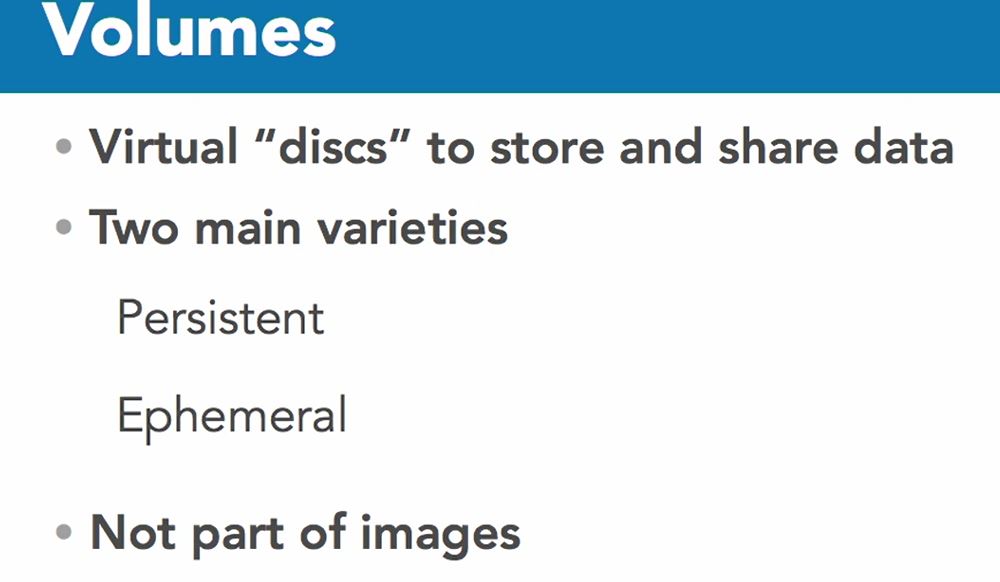 Volumes
• Virtual “discs” to store and share data
• Two main varieties
Persistent
Ephemeral
• Not part of images